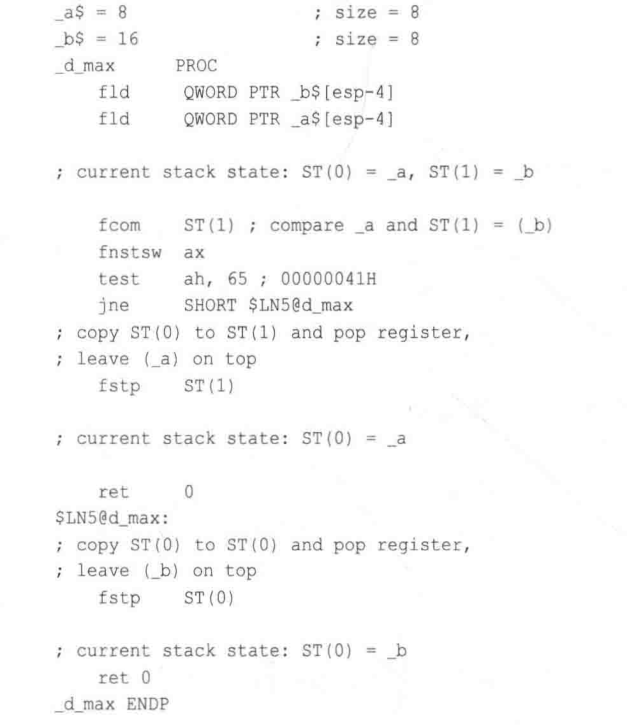 _a$ = 8 ; size = 8
_b$ = 16 ; size = 8
_d_max PROC
fld QWORD PTR _b$[esp-4]
fld QWORD PTR _a$[esp-4]
; current stack state: ST(0) = _a, ST(1) = _b
fcom ST(1) ; compare _a and ST(1) = (_b)
fnstsw ax
test ah, 65 ; 00000041H
jne SHORT $LN5@d_max
; copy ST(0) to ST(1) and pop register,
; leave (_a) on top
fstp ST(1)
; current stack state: ST(0) = _a
ret 0
$LN5@d_max:
; copy ST(0) to ST(0) and pop register,
; leave (_b) on top
fstp ST(0)
; current stack state: ST(0) = _b
ret 0
_d_max ENDP